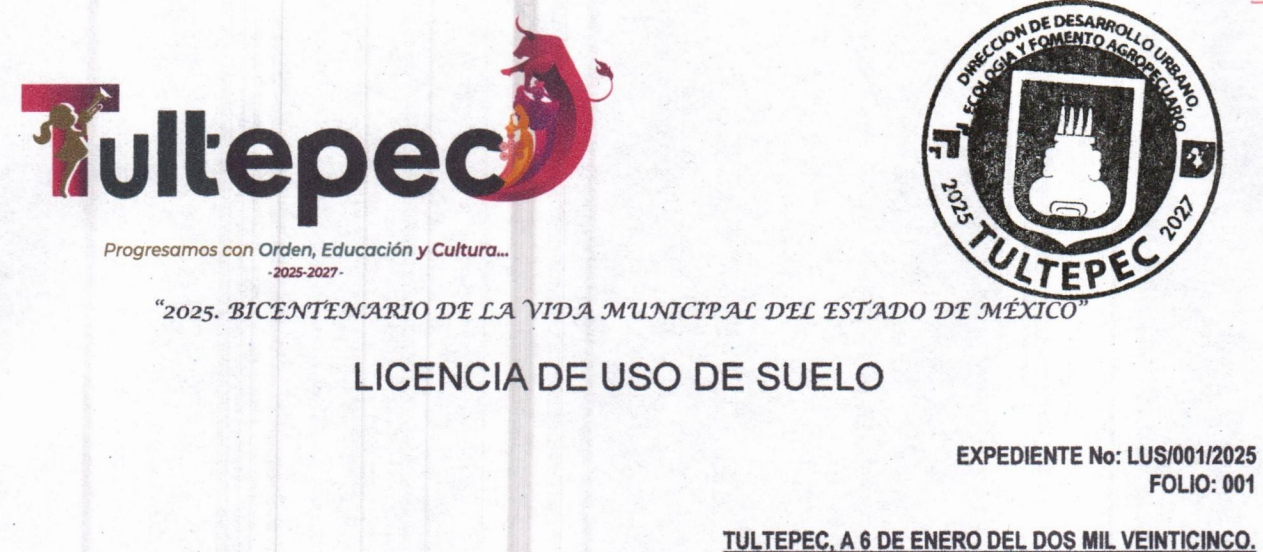 Tultepec
Progresamos con Orden, Educación y Cultura...
-2025-2027-
DIRECCION DE DESARROLLO URBANO,
ECOLOGIA Y FOMENTO AGROPECUARIO
2025 TULTEPEC 2027
“2025. BICENTENARIO DE LA VIDA MUNICIPAL DEL ESTADO DE MÉXICO”
LICENCIA DE USO DE SUELO
EXPEDIENTE No: LUS/001/2025
FOLIO: 001
TULTEPEC, A 6 DE ENERO DEL DOS MIL VEINTICINCO.